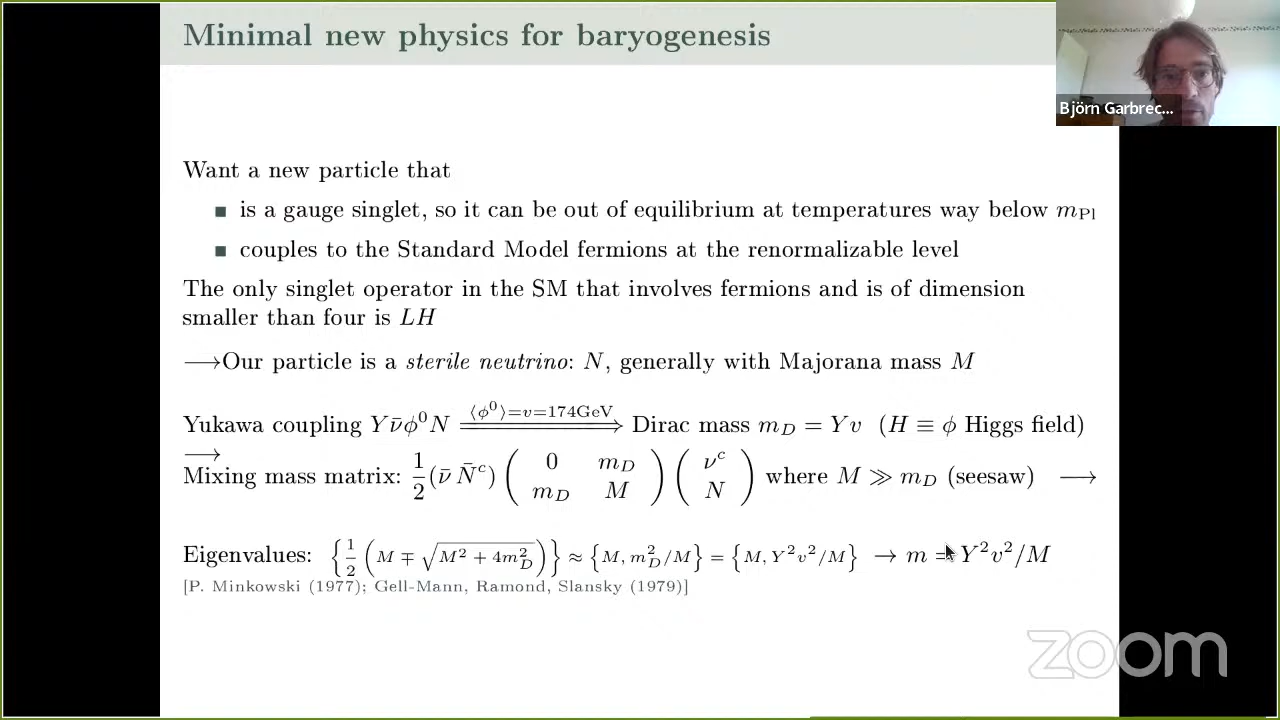 Minimal new physics for baryogenesis
Björn Garbrec...
Want a new particle that
■ is a gauge singlet, so it can be out of equilibrium at temperatures way below m_Pl
■ couples to the Standard Model fermions at the renormalizable level
The only singlet operator in the SM that involves fermions and is of dimension
smaller than four is LH
⟶Our particle is a sterile neutrino: N, generally with Majorana mass M
Yukawa coupling Yν̄ϕ⁰N ==⟨ϕ⁰⟩=v=174GeV==> Dirac mass m_D = Yv (H ≡ ϕ Higgs field)
⟶
Mixing mass matrix: 1/2 (ν̄ N̄ᶜ) ( 0 m_D ; m_D M ) ( νᶜ ; N ) where M ≫ m_D (seesaw) ⟶
Eigenvalues: {1/2 (M ∓ √(M² + 4m_D²))} ≈ {M, m_D²/M} = {M, Y²v²/M} → m = Y²v²/M
[P. Minkowski (1977); Gell-Mann, Ramond, Slansky (1979)]
zoom